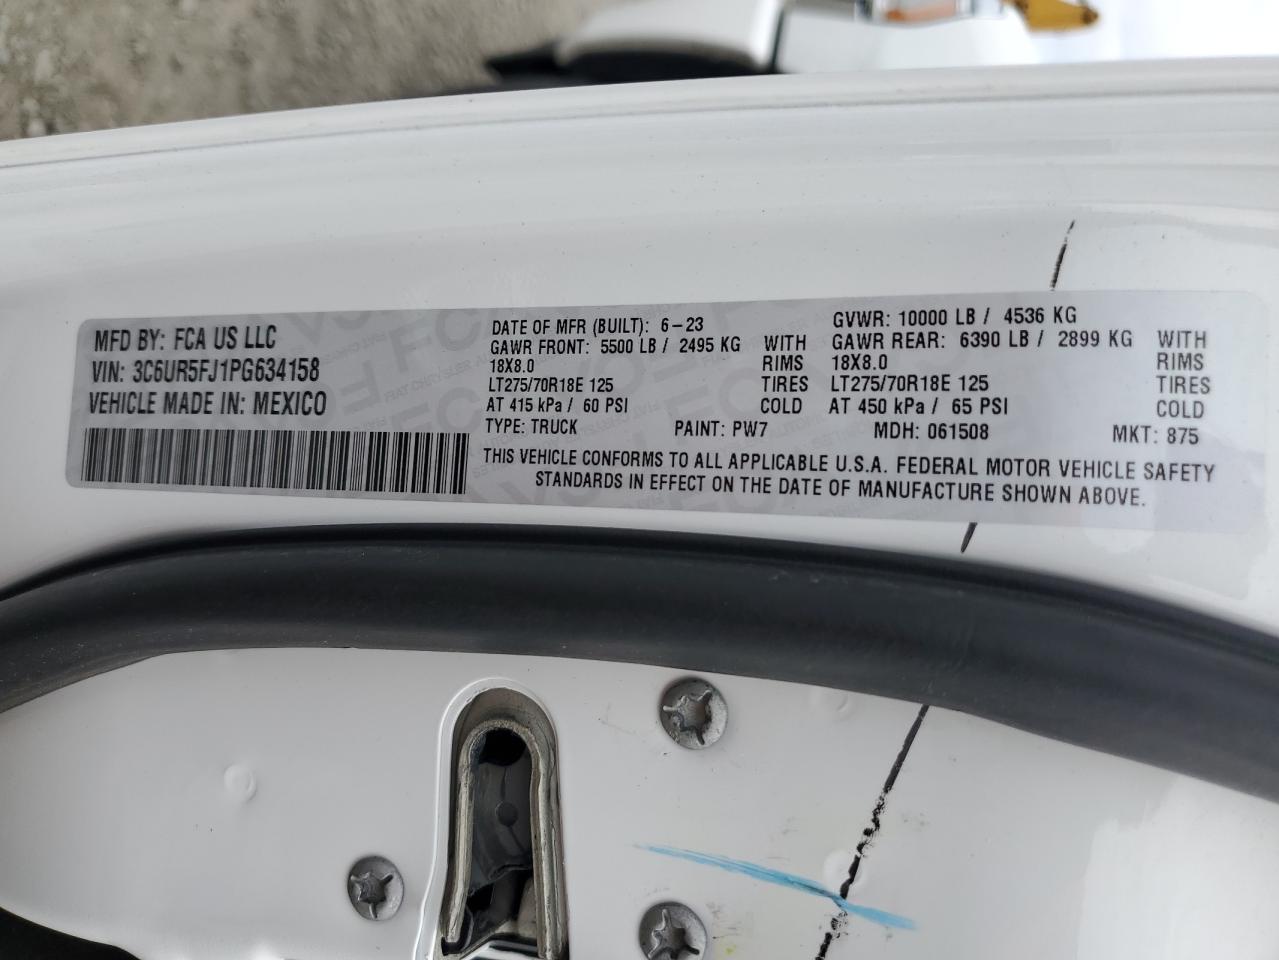 MFD BY: FCA US LLC
VIN: 3C6UR5FJ1PG634158
VEHICLE MADE IN: MEXICO
DATE OF MFR (BUILT): 6-23
GVWR: 10000 LB / 4536 KG
GAWR FRONT: 5500 LB / 2495 KG WITH
GAWR REAR: 6390 LB / 2899 KG WITH
18X8.0 RIMS
18X8.0 RIMS
LT275/70R18E 125 TIRES
LT275/70R18E 125 TIRES
AT 415 kPa / 60 PSI COLD
AT 450 kPa / 65 PSI COLD
TYPE: TRUCK PAINT: PW7 MDH: 061508 MKT: 875
THIS VEHICLE CONFORMS TO ALL APPLICABLE U.S.A. FEDERAL MOTOR VEHICLE SAFETY
STANDARDS IN EFFECT ON THE DATE OF MANUFACTURE SHOWN ABOVE.